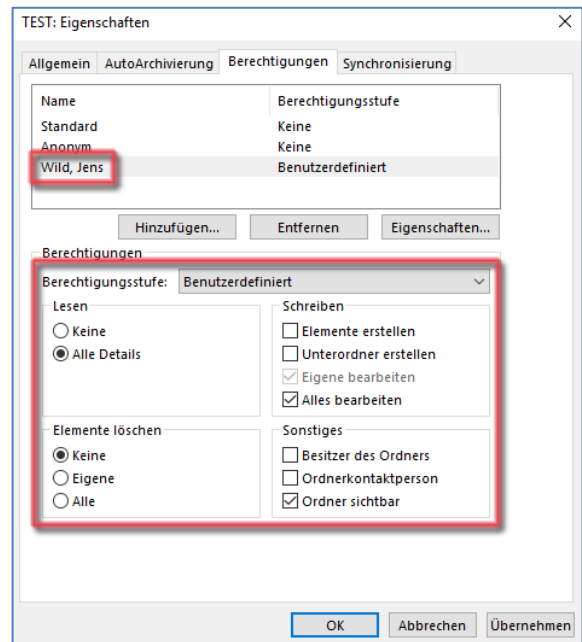 TEST: Eigenschaften
Allgemein AutoArchivierung Berechtigungen Synchronisierung
Name Berechtigungsstufe
Standard Keine
Anonym Keine
Wild, Jens Benutzerdefiniert
Hinzufügen... Entfernen Eigenschaften...
Berechtigungen
Berechtigungsstufe: Benutzerdefiniert
Lesen Schreiben
Keine Elemente erstellen
Alle Details Unterordner erstellen
Eigene bearbeiten
Alles bearbeiten
Elemente löschen Sonstiges
Keine Besitzer des Ordners
Eigene Ordnerkontaktperson
Alle Ordner sichtbar
OK Abbrechen Übernehmen